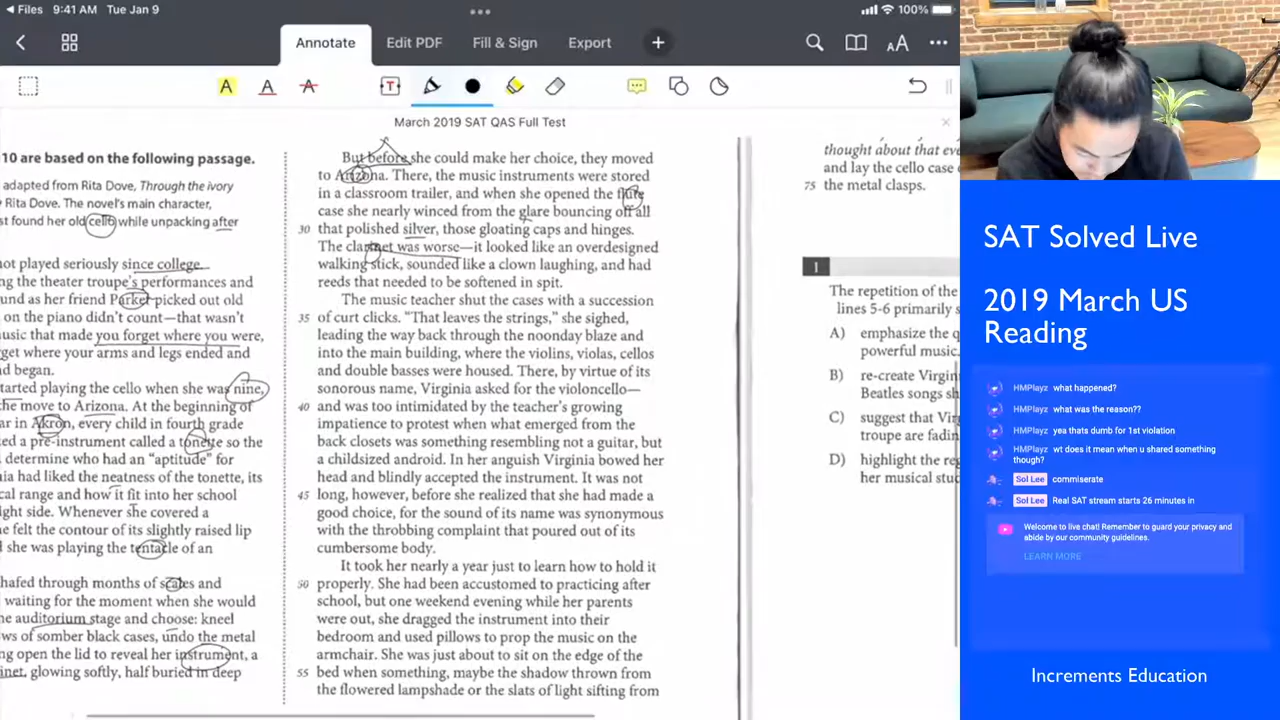 Files 9:41 AM Tue Jan 9 100%
Annotate Edit PDF Fill & Sign Export
A A A T AA
March 2019 SAT QAS Full Test
10 are based on the following passage.
adapted from Rita Dove, Through the ivory
Rita Dove. The novel's main character,
st found her old cello while unpacking after
not played seriously since college.
ng the theater troupe's performances and
und as her friend Parker picked out old
on the piano didn't count—that wasn't
usic that made you forget where you were,
rget where your arms and legs ended and
d began.
tarted playing the cello when she was nine,
he move to Arizona. At the beginning of
ar in Akron, every child in fourth grade
ed a pre-instrument called a tonette so the
determine who had an "aptitude" for
nia had liked the neatness of the tonette, its
cal range and how it fit into her school
ight side. Whenever she covered a
e felt the contour of its slightly raised lip
d she was playing the tentacle of an
hafed through months of scales and
waiting for the moment when she would
ne auditorium stage and choose: kneel
ws of somber black cases, undo the metal
ng open the lid to reveal her instrument, a
inet, glowing softly, half buried in deep
But before she could make her choice, they moved
to Arizona. There, the music instruments were stored
in a classroom trailer, and when she opened the flute
case she nearly winced from the glare bouncing off all
30 that polished silver, those gloating caps and hinges.
The clarinet was worse—it looked like an overdesigned
walking stick, sounded like a clown laughing, and had
reeds that needed to be softened in spit.
The music teacher shut the cases with a succession
35 of curt clicks. "That leaves the strings," she sighed,
leading the way back through the noonday blaze and
into the main building, where the violins, violas, cellos
and double basses were housed. There, by virtue of its
sonorous name, Virginia asked for the violoncello—
40 and was too intimidated by the teacher's growing
impatience to protest when what emerged from the
back closets was something resembling not a guitar, but
a childsized android. In her anguish Virginia bowed her
head and blindly accepted the instrument. It was not
45 long, however, before she realized that she had made a
good choice, for the sound of its name was synonymous
with the throbbing complaint that poured out of its
cumbersome body.
It took her nearly a year just to learn how to hold it
50 properly. She had been accustomed to practicing after
school, but one weekend evening while her parents
were out, she dragged the instrument into their
bedroom and used pillows to prop the music on the
armchair. She was just about to sit on the edge of the
55 bed when something, maybe the shadow thrown from
the flowered lampshade or the slats of light sifting from
thought about that eve
and lay the cello case
75 the metal clasps.
1
The repetition of the
lines 5-6 primarily s
A) emphasize the q
powerful music.
B) re-create Virgin
Beatles songs sh
C) suggest that Vir
troupe are fadin
D) highlight the reg
her musical stud
SAT Solved Live
2019 March US
Reading
HMPlayz what happened?
HMPlayz what was the reason??
HMPlayz yea thats dumb for 1st violation
HMPlayz wt does it mean when u shared something
though?
Sol Lee commiserate
Sol Lee Real SAT stream starts 26 minutes in
Welcome to live chat! Remember to guard your privacy and
abide by our community guidelines.
LEARN MORE
Increments Education